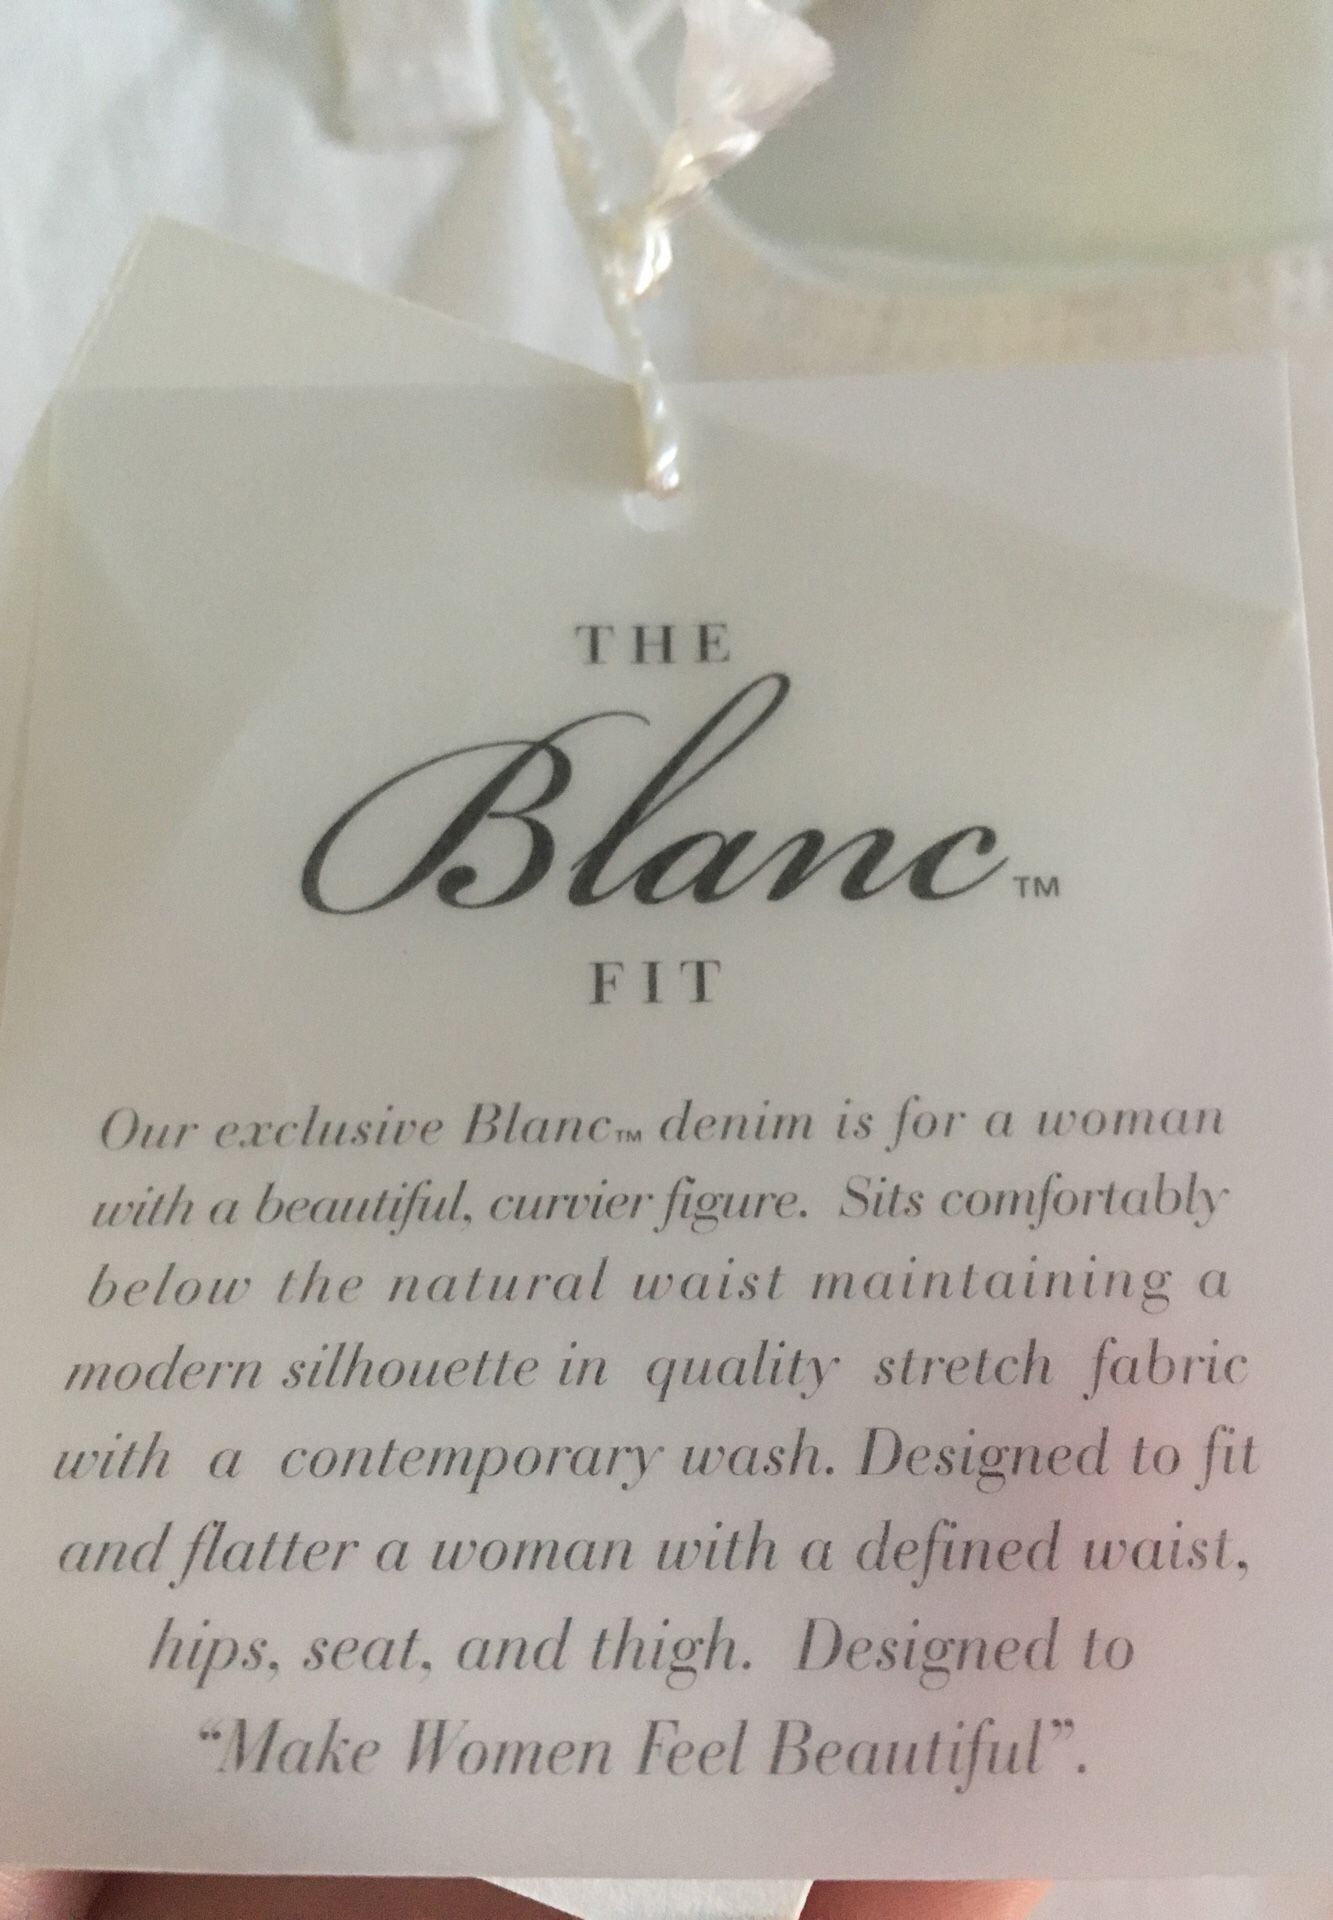 THE
Blanc™
FIT
Our exclusive Blanc™ denim is for a woman
with a beautiful, curvier figure. Sits comfortably
below the natural waist maintaining a
modern silhouette in quality stretch fabric
with a contemporary wash. Designed to fit
and flatter a woman with a defined waist,
hips, seat, and thigh. Designed to
“Make Women Feel Beautiful”.